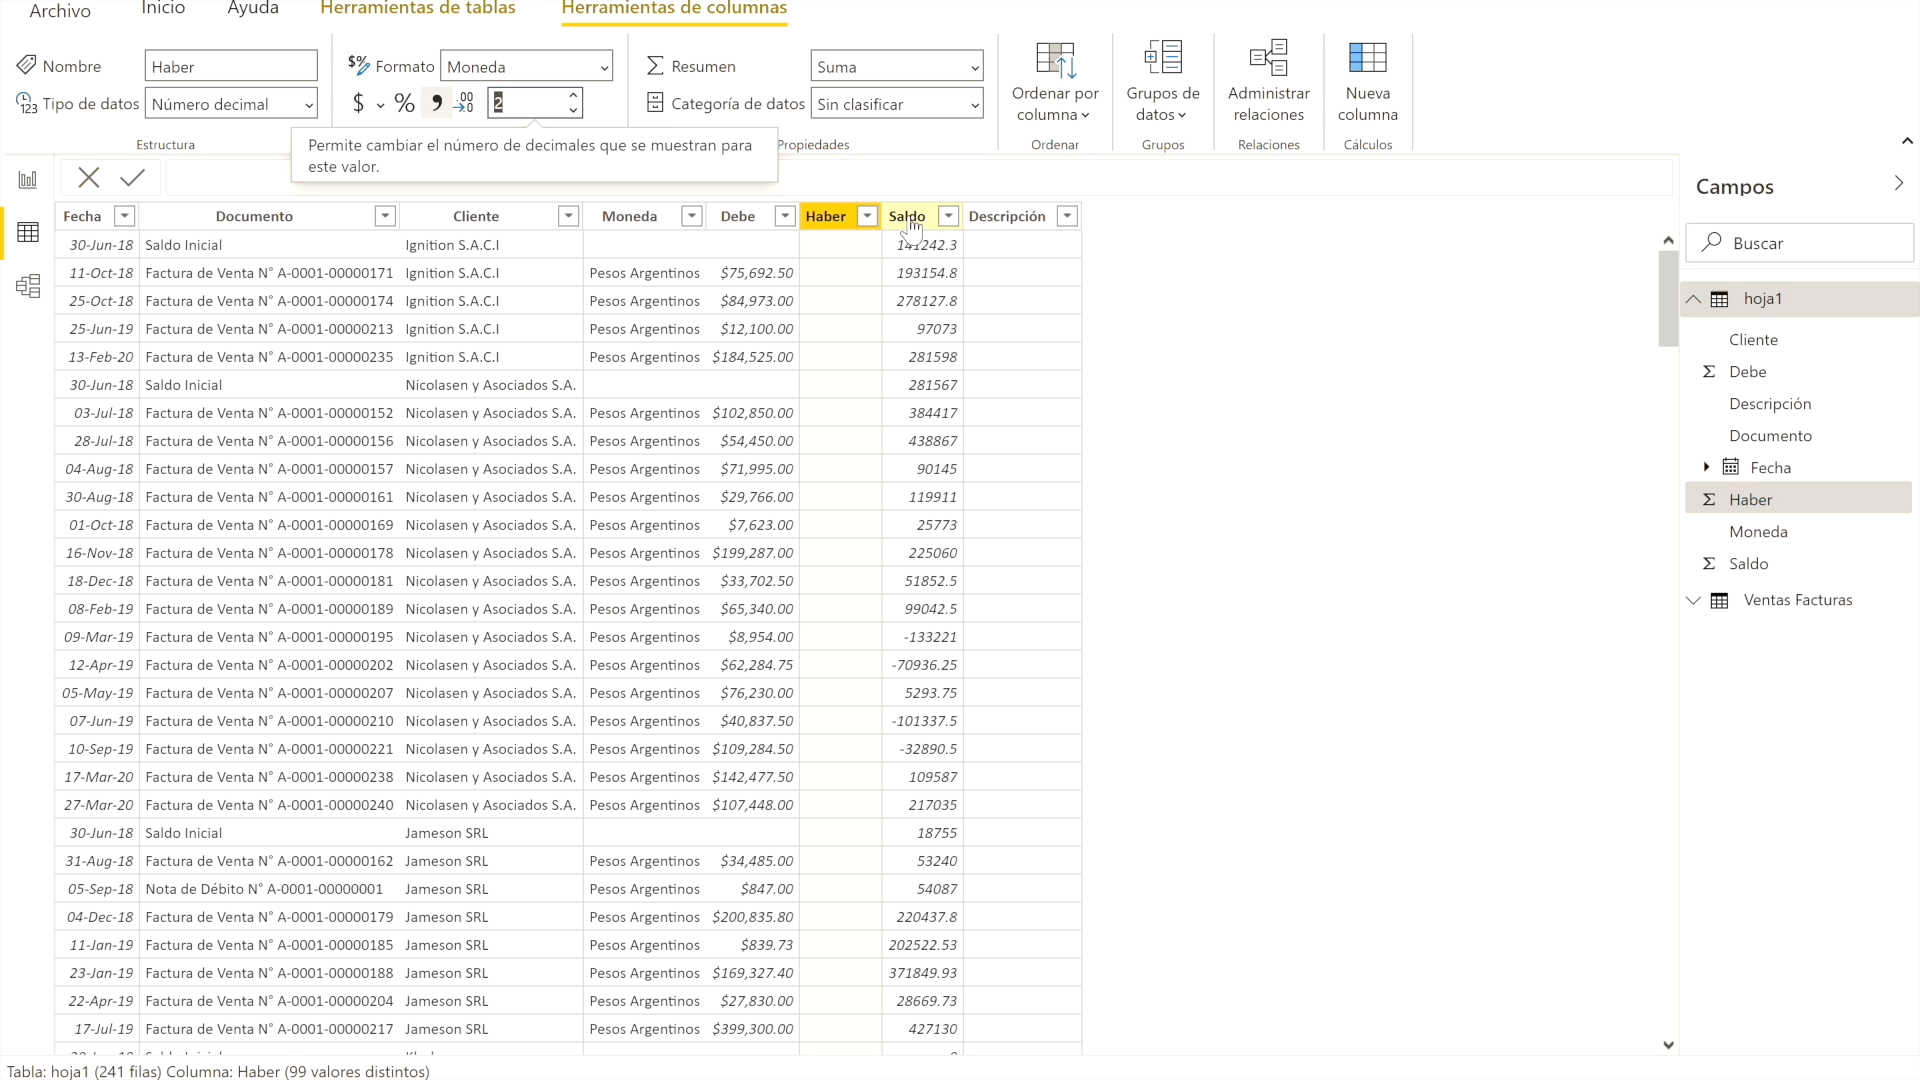 Archivo Inicio Ayuda Herramientas de tablas Herramientas de columnas
Nombre Haber $% Formato Moneda Resumen Suma
123 Tipo de datos Número decimal $ % .00 →0 2 Categoría de datos Sin clasificar
Ordenar por columna Grupos de datos Administrar relaciones Nueva columna
Estructura Propiedades Ordenar Grupos Relaciones Cálculos
Permite cambiar el número de decimales que se muestran para
este valor.
Fecha Documento Cliente Moneda Debe Haber Saldo Descripción
30-Jun-18 Saldo Inicial Ignition S.A.C.I 141242.3
11-Oct-18 Factura de Venta N° A-0001-00000171 Ignition S.A.C.I Pesos Argentinos $75,692.50 193154.8
25-Oct-18 Factura de Venta N° A-0001-00000174 Ignition S.A.C.I Pesos Argentinos $84,973.00 278127.8
25-Jun-19 Factura de Venta N° A-0001-00000213 Ignition S.A.C.I Pesos Argentinos $12,100.00 97073
13-Feb-20 Factura de Venta N° A-0001-00000235 Ignition S.A.C.I Pesos Argentinos $184,525.00 281598
30-Jun-18 Saldo Inicial Nicolasen y Asociados S.A. 281567
03-Jul-18 Factura de Venta N° A-0001-00000152 Nicolasen y Asociados S.A. Pesos Argentinos $102,850.00 384417
28-Jul-18 Factura de Venta N° A-0001-00000156 Nicolasen y Asociados S.A. Pesos Argentinos $54,450.00 438867
04-Aug-18 Factura de Venta N° A-0001-00000157 Nicolasen y Asociados S.A. Pesos Argentinos $71,995.00 90145
30-Aug-18 Factura de Venta N° A-0001-00000161 Nicolasen y Asociados S.A. Pesos Argentinos $29,766.00 119911
01-Oct-18 Factura de Venta N° A-0001-00000169 Nicolasen y Asociados S.A. Pesos Argentinos $7,623.00 25773
16-Nov-18 Factura de Venta N° A-0001-00000178 Nicolasen y Asociados S.A. Pesos Argentinos $199,287.00 225060
18-Dec-18 Factura de Venta N° A-0001-00000181 Nicolasen y Asociados S.A. Pesos Argentinos $33,702.50 51852.5
08-Feb-19 Factura de Venta N° A-0001-00000189 Nicolasen y Asociados S.A. Pesos Argentinos $65,340.00 99042.5
09-Mar-19 Factura de Venta N° A-0001-00000195 Nicolasen y Asociados S.A. Pesos Argentinos $8,954.00 -133221
12-Apr-19 Factura de Venta N° A-0001-00000202 Nicolasen y Asociados S.A. Pesos Argentinos $62,284.75 -70936.25
05-May-19 Factura de Venta N° A-0001-00000207 Nicolasen y Asociados S.A. Pesos Argentinos $76,230.00 5293.75
07-Jun-19 Factura de Venta N° A-0001-00000210 Nicolasen y Asociados S.A. Pesos Argentinos $40,837.50 -101337.5
10-Sep-19 Factura de Venta N° A-0001-00000221 Nicolasen y Asociados S.A. Pesos Argentinos $109,284.50 -32890.5
17-Mar-20 Factura de Venta N° A-0001-00000238 Nicolasen y Asociados S.A. Pesos Argentinos $142,477.50 109587
27-Mar-20 Factura de Venta N° A-0001-00000240 Nicolasen y Asociados S.A. Pesos Argentinos $107,448.00 217035
30-Jun-18 Saldo Inicial Jameson SRL 18755
31-Aug-18 Factura de Venta N° A-0001-00000162 Jameson SRL Pesos Argentinos $34,485.00 53240
05-Sep-18 Nota de Débito N° A-0001-00000001 Jameson SRL Pesos Argentinos $847.00 54087
04-Dec-18 Factura de Venta N° A-0001-00000179 Jameson SRL Pesos Argentinos $200,835.80 220437.8
11-Jan-19 Factura de Venta N° A-0001-00000185 Jameson SRL Pesos Argentinos $839.73 202522.53
23-Jan-19 Factura de Venta N° A-0001-00000188 Jameson SRL Pesos Argentinos $169,327.40 371849.93
22-Apr-19 Factura de Venta N° A-0001-00000204 Jameson SRL Pesos Argentinos $27,830.00 28669.73
17-Jul-19 Factura de Venta N° A-0001-00000217 Jameson SRL Pesos Argentinos $399,300.00 427130
Campos
Buscar
hoja1
Cliente
Debe
Descripción
Documento
Fecha
Haber
Moneda
Saldo
Ventas Facturas
Tabla: hoja1 (241 filas) Columna: Haber (99 valores distintos)